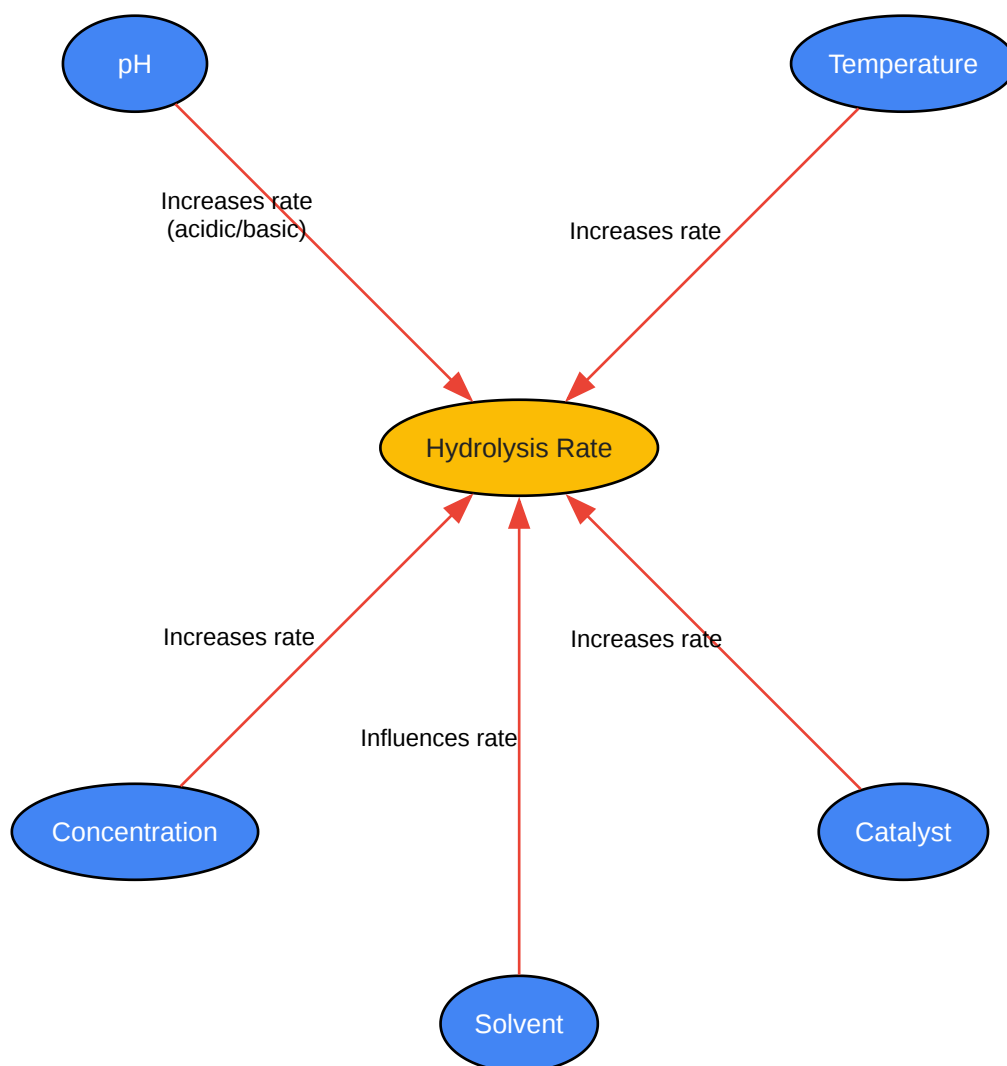 pH
Temperature
Increases rate
(acidic/basic)
Increases rate
Hydrolysis Rate
Increases rate
Increases rate
Influences rate
Concentration
Catalyst
Solvent